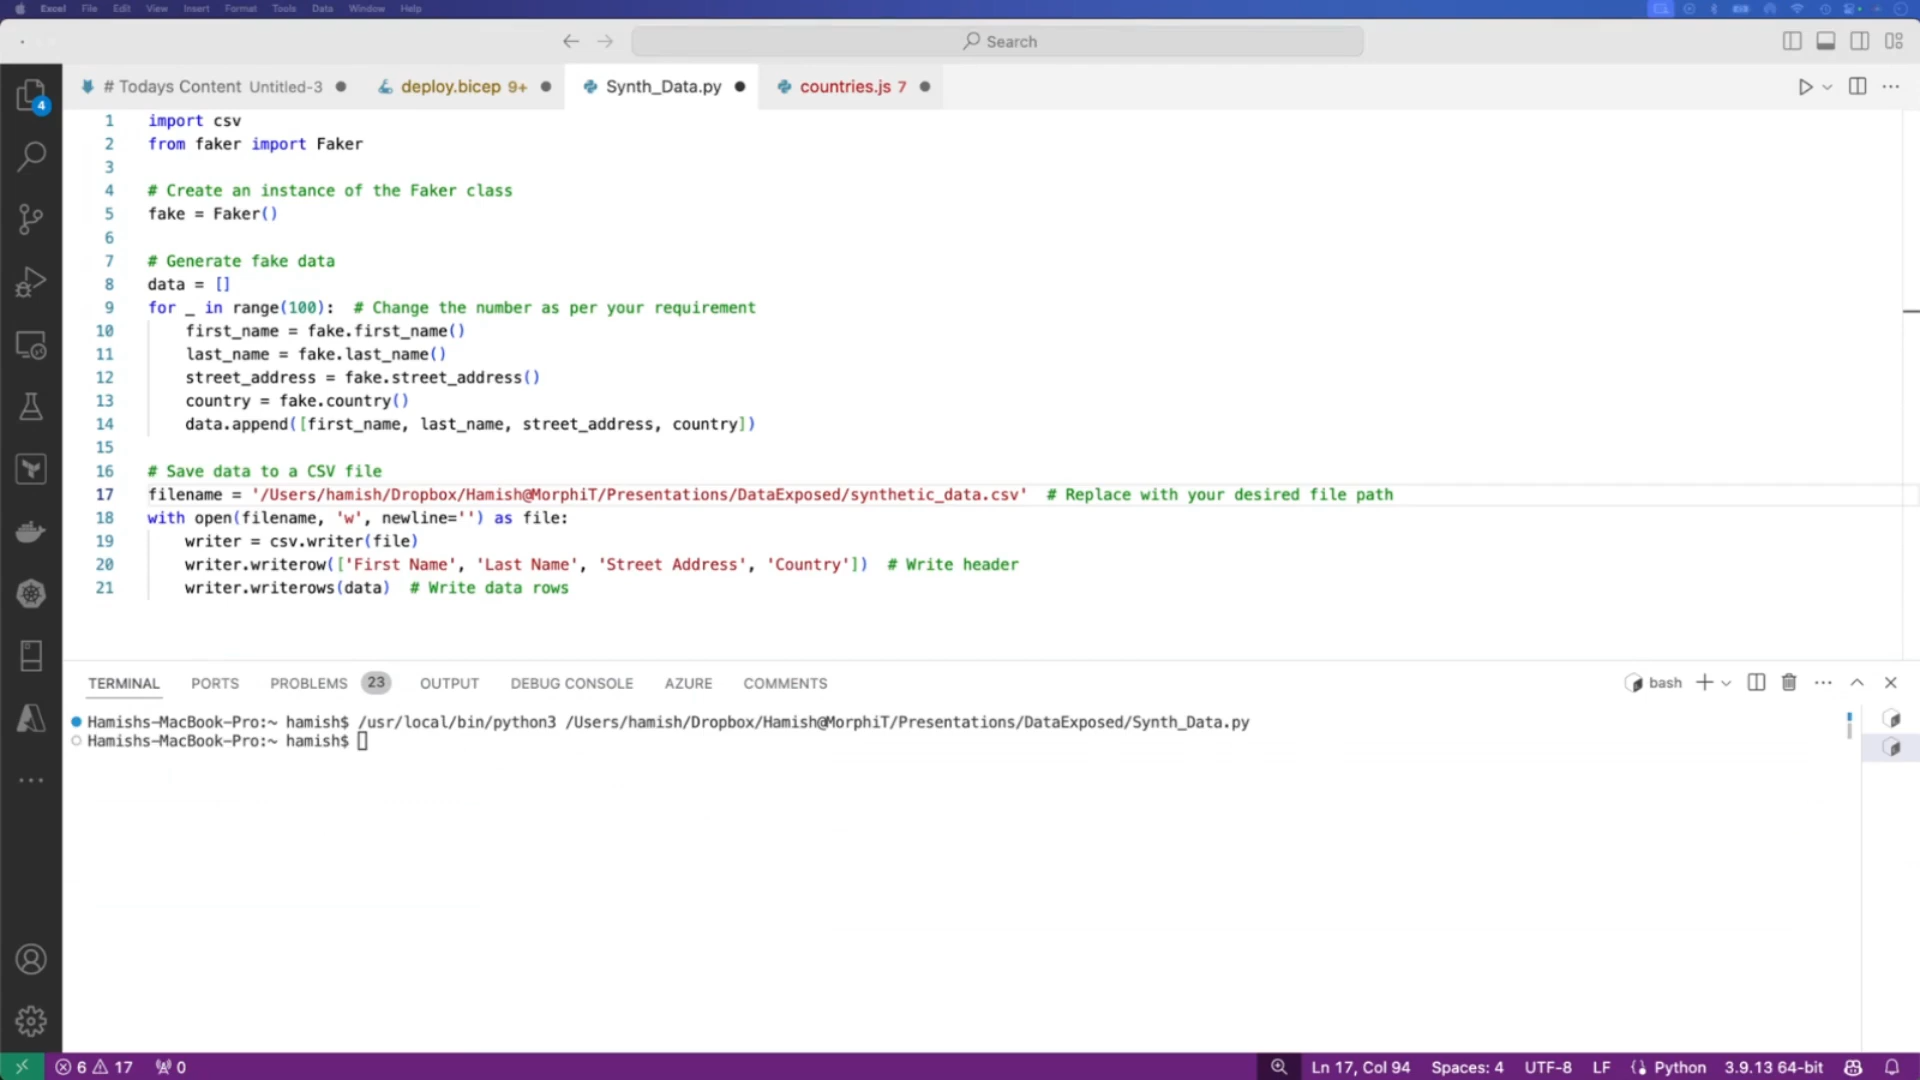 Excel File Edit View Insert Format Tools Data Window Help
Search
# Todays Content Untitled-3
deploy.bicep 9+
Synth_Data.py
countries.js 7
4
1 import csv
2 from faker import Faker
3
4 # Create an instance of the Faker class
5 fake = Faker()
6
7 # Generate fake data
8 data = []
9 for _ in range(100):  # Change the number as per your requirement
10     first_name = fake.first_name()
11     last_name = fake.last_name()
12     street_address = fake.street_address()
13     country = fake.country()
14     data.append([first_name, last_name, street_address, country])
15
16 # Save data to a CSV file
17 filename = '/Users/hamish/Dropbox/Hamish@MorphiT/Presentations/DataExposed/synthetic_data.csv'  # Replace with your desired file path
18 with open(filename, 'w', newline='') as file:
19     writer = csv.writer(file)
20     writer.writerow(['First Name', 'Last Name', 'Street Address', 'Country'])  # Write header
21     writer.writerows(data)  # Write data rows
TERMINAL PORTS PROBLEMS 23 OUTPUT DEBUG CONSOLE AZURE COMMENTS
bash
Hamishs-MacBook-Pro:~ hamish$ /usr/local/bin/python3 /Users/hamish/Dropbox/Hamish@MorphiT/Presentations/DataExposed/Synth_Data.py
Hamishs-MacBook-Pro:~ hamish$
6 17 0
Ln 17, Col 94 Spaces: 4 UTF-8 LF Python 3.9.13 64-bit